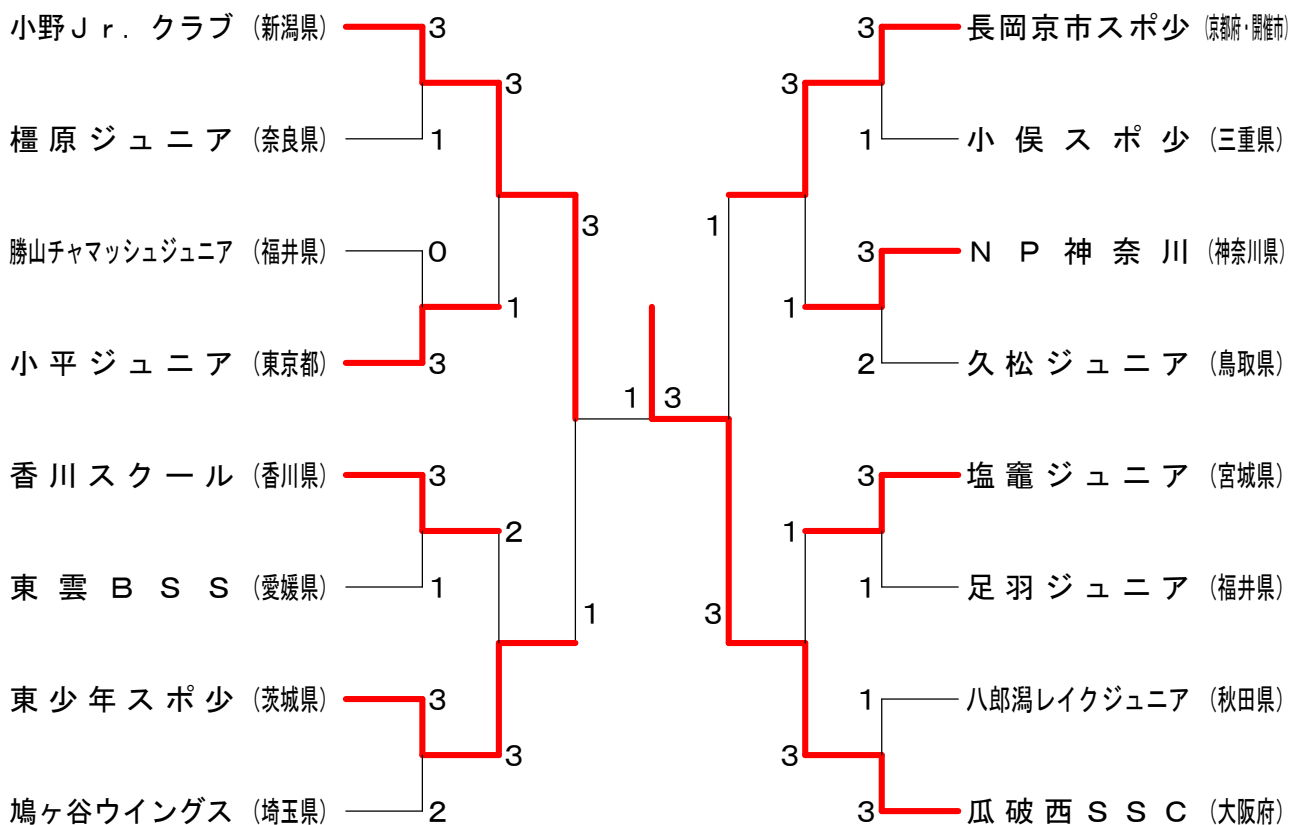 小野Ｊｒ．クラブ（新潟県）
3
3
橿原ジュニア（奈良県）
1
3
勝山チャマッシュジュニア（福井県）
0
1
小平ジュニア（東京都）
3
1
香川スクール（香川県）
3
2
東雲ＢＳＳ（愛媛県）
1
1
東少年スポ少（茨城県）
3
3
鳩ヶ谷ウイングス（埼玉県）
2
3
長岡京市スポ少（京都府・開催市）
3
3
1
小俣スポ少（三重県）
1
3
ＮＰ神奈川（神奈川県）
1
2
久松ジュニア（鳥取県）
3
3
塩竈ジュニア（宮城県）
1
1
足羽ジュニア（福井県）
3
1
八郎潟レイクジュニア（秋田県）
3
3
瓜破西ＳＳＣ（大阪府）